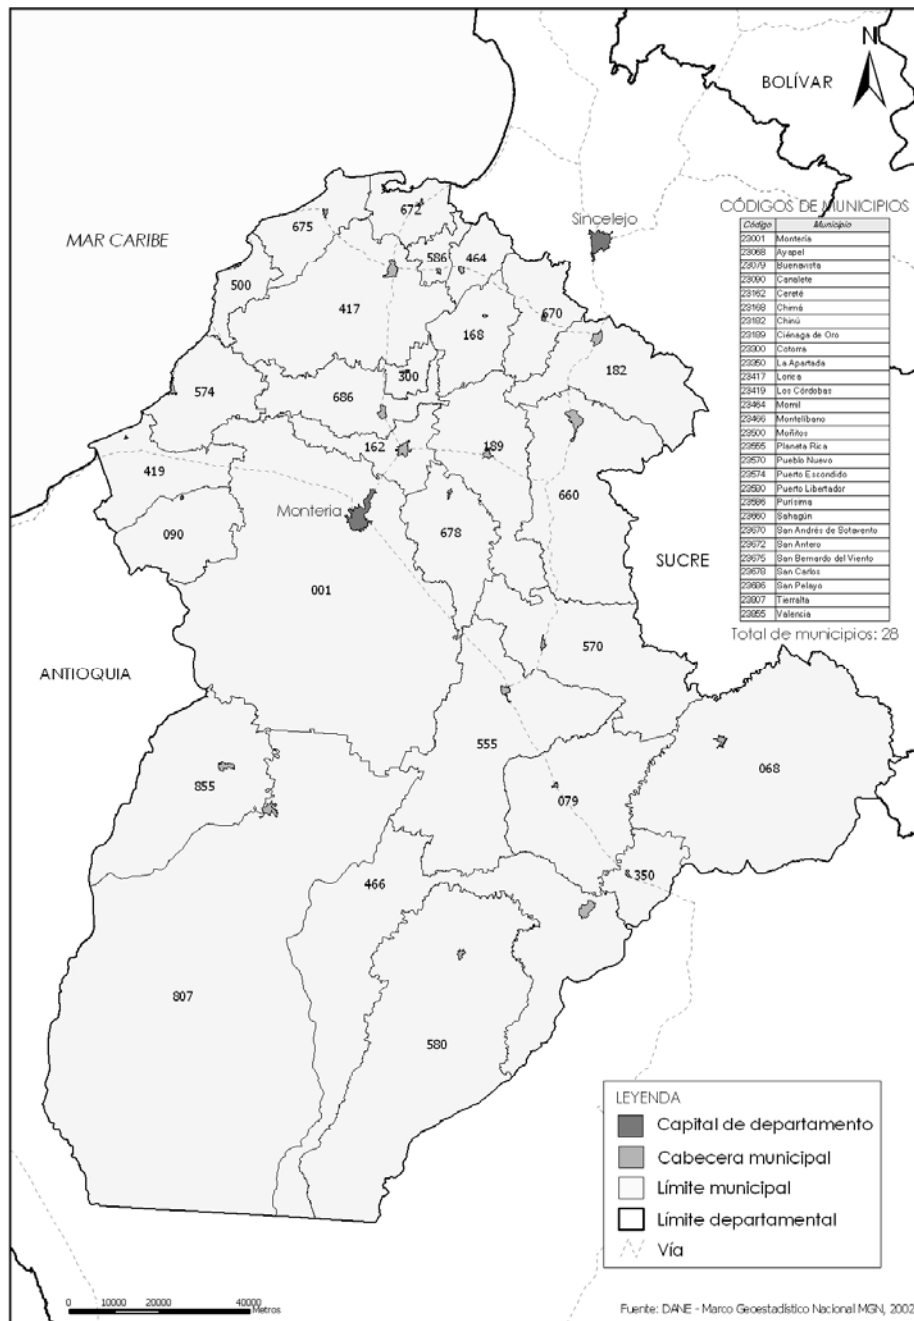 N
BOLÍVAR
CÓDIGOS DE MUNICIPIOS
Código Municipio
23001 Montería
23068 Ayapel
23079 Buenavista
23090 Canalete
23162 Cereté
23168 Chimá
23182 Chinú
23189 Ciénaga de Oro
23300 Cotorra
23350 La Apartada
23417 Lorica
23419 Los Córdobas
23464 Momil
23466 Montelíbano
23500 Moñitos
23555 Planeta Rica
23570 Pueblo Nuevo
23574 Puerto Escondido
23580 Puerto Libertador
23586 Purísima
23660 Sahagún
23670 San Andrés de Sotavento
23672 San Antero
23675 San Bernardo del Viento
23678 San Carlos
23686 San Pelayo
23807 Tierralta
23855 Valencia
Total de municipios: 28
Sincelejo
MAR CARIBE
672
675
586
464
500
417
670
168
182
300
574
686
162
189
419
660
Montería
090
678
SUCRE
001
570
ANTIOQUIA
555
068
855
079
350
466
807
580
LEYENDA
Capital de departamento
Cabecera municipal
Límite municipal
Límite departamental
Vía
0 10000 20000 40000
Metros
Fuente: DANE - Marco Geoestadístico Nacional MGN, 2002